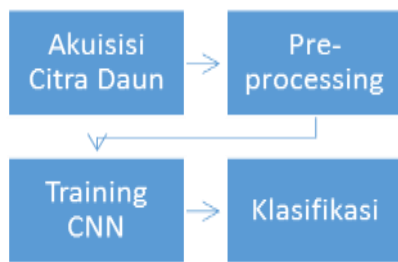 Akuisisi
Citra Daun
Pre-
processing
Training
CNN
Klasifikasi